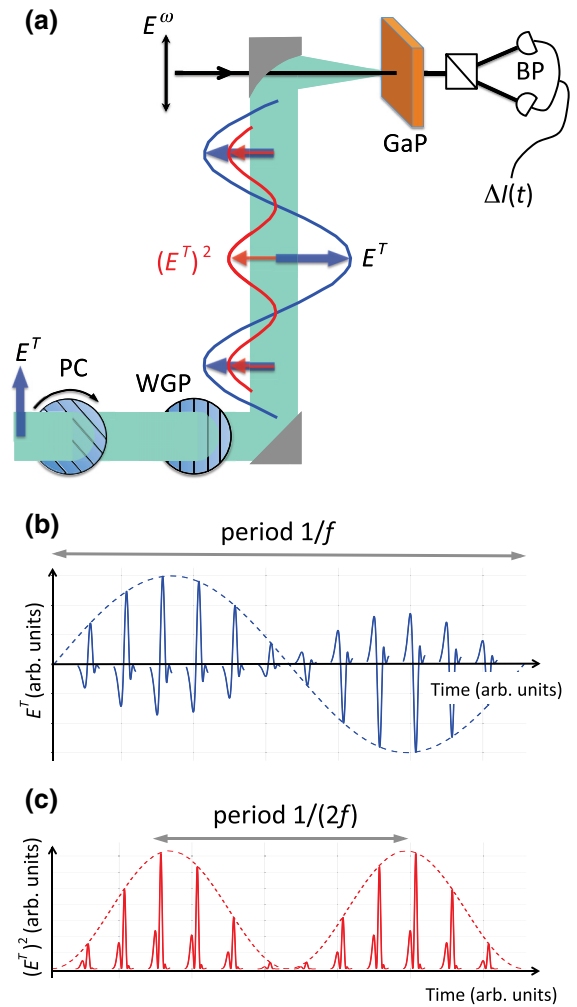 (a)
E^ω
BP
GaP
ΔI(t)
(E^T)^2
E^T
E^T
PC
WGP
(b)
period 1/f
E^T (arb. units)
Time (arb. units)
(c)
period 1/(2f)
(E^T)^2 (arb. units)
Time (arb. units)